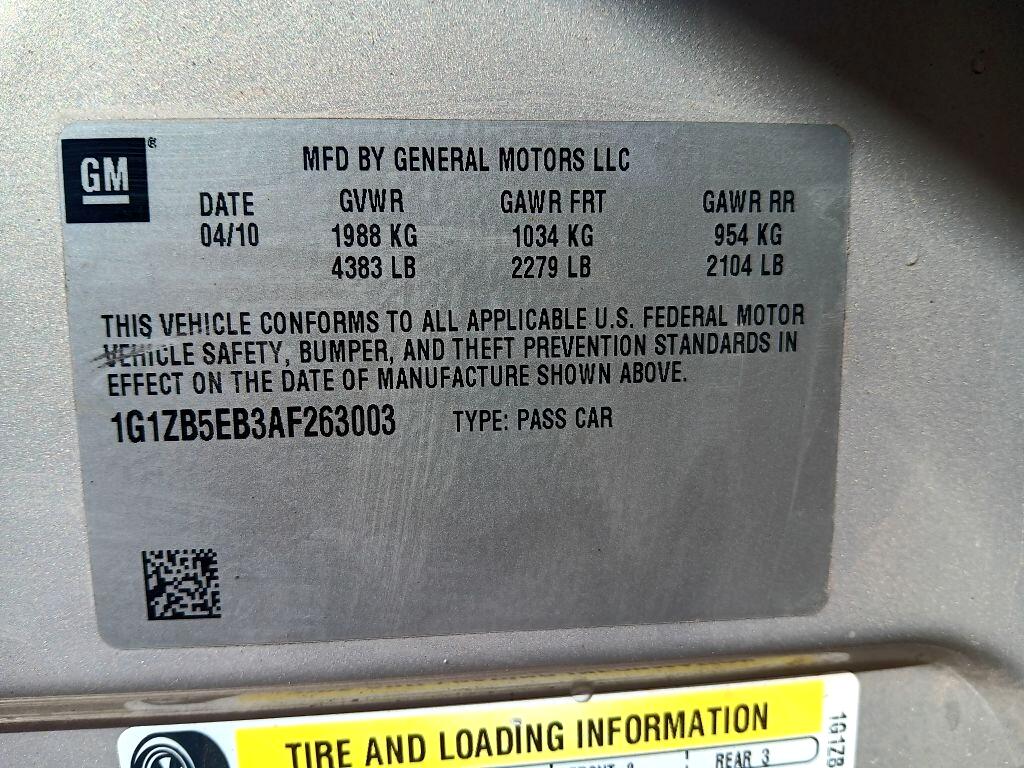 GM®
MFD BY GENERAL MOTORS LLC
DATE GVWR GAWR FRT GAWR RR
04/10 1988 KG 1034 KG 954 KG
4383 LB 2279 LB 2104 LB
THIS VEHICLE CONFORMS TO ALL APPLICABLE U.S. FEDERAL MOTOR
VEHICLE SAFETY, BUMPER, AND THEFT PREVENTION STANDARDS IN
EFFECT ON THE DATE OF MANUFACTURE SHOWN ABOVE.
1G1ZB5EB3AF263003 TYPE: PASS CAR
TIRE AND LOADING INFORMATION
REAR 3
1G1ZB